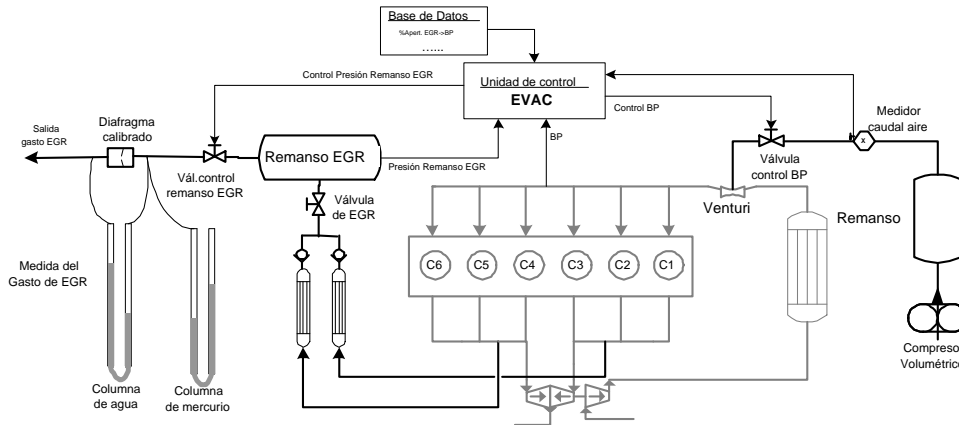 Base de Datos
%Apert. EGR->BP
…....
Control Presión Remanso EGR
Unidad de control
EVAC
Control BP
Medidor
caudal aire
Salida
gasto EGR
Diafragma
calibrado
BP
x
Remanso EGR
Presión Remanso EGR
Válvula
control BP
Vál.control
remanso EGR
Válvula
de EGR
Venturi
Remanso
Medida del
Gasto de EGR
C6
C5
C4
C3
C2
C1
Compresor
Volumétrico
Columna
de agua
Columna
de mercurio